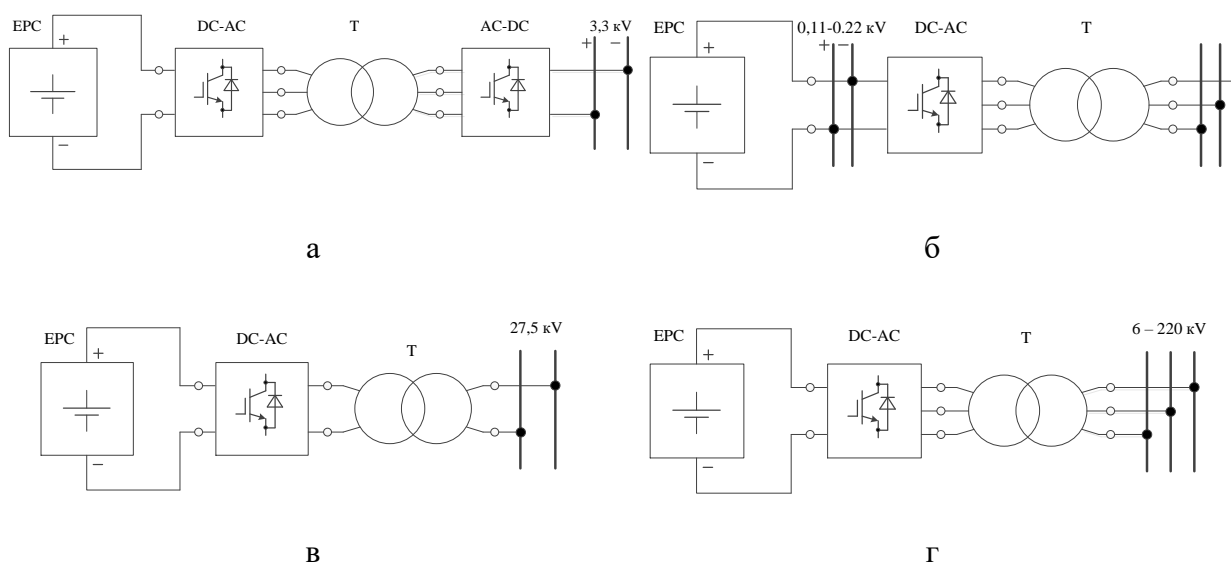 EPC DC-AC T AC-DC 3,3 кV
+ + −
−
а
0,11-0.22 кV
EPC + − DC-AC T
+
−
б
27,5 кV
EPC DC-AC T
+
−
в
6 – 220 кV
EPC DC-AC T
+
−
г